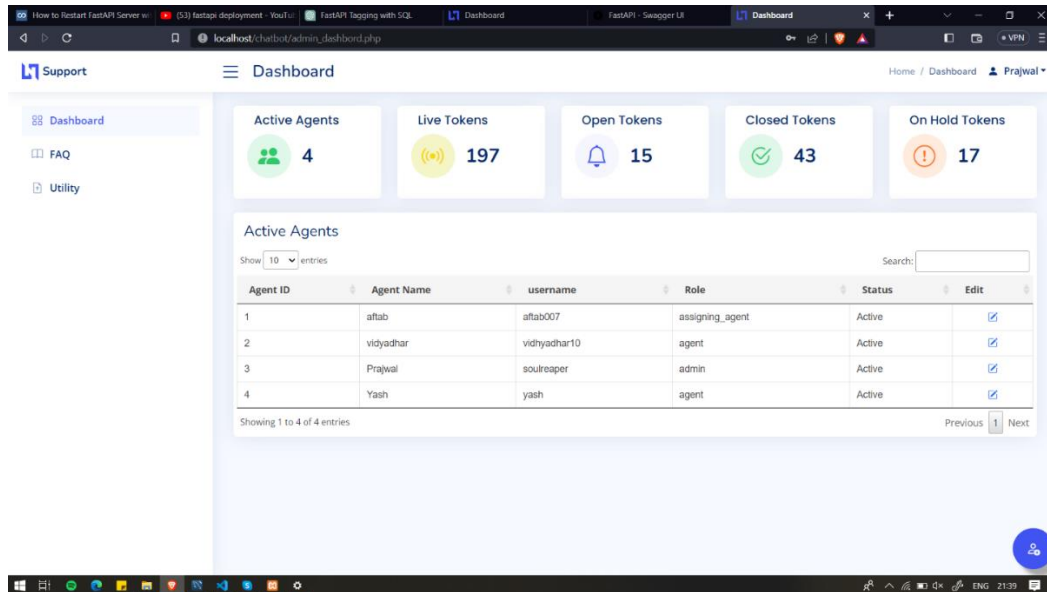 How to Restart FastAPI Server wi
(53) fastapi deployment - YouTu
FastAPI Tagging with SQL
Dashboard
FastAPI - Swagger UI
Dashboard
localhost/chatbot/admin_dashbord.php
VPN
Support
Dashboard
Home / Dashboard
Prajwal
Dashboard
FAQ
Utility
Active Agents
4
Live Tokens
197
Open Tokens
15
Closed Tokens
43
On Hold Tokens
17
Active Agents
Show 10 entries
Search:
Agent ID Agent Name username Role Status Edit
1 aftab aftab007 assigning_agent Active
2 vidyadhar vidhyadhar10 agent Active
3 Prajwal soulreaper admin Active
4 Yash yash agent Active
Showing 1 to 4 of 4 entries
Previous 1 Next
ENG 21:39